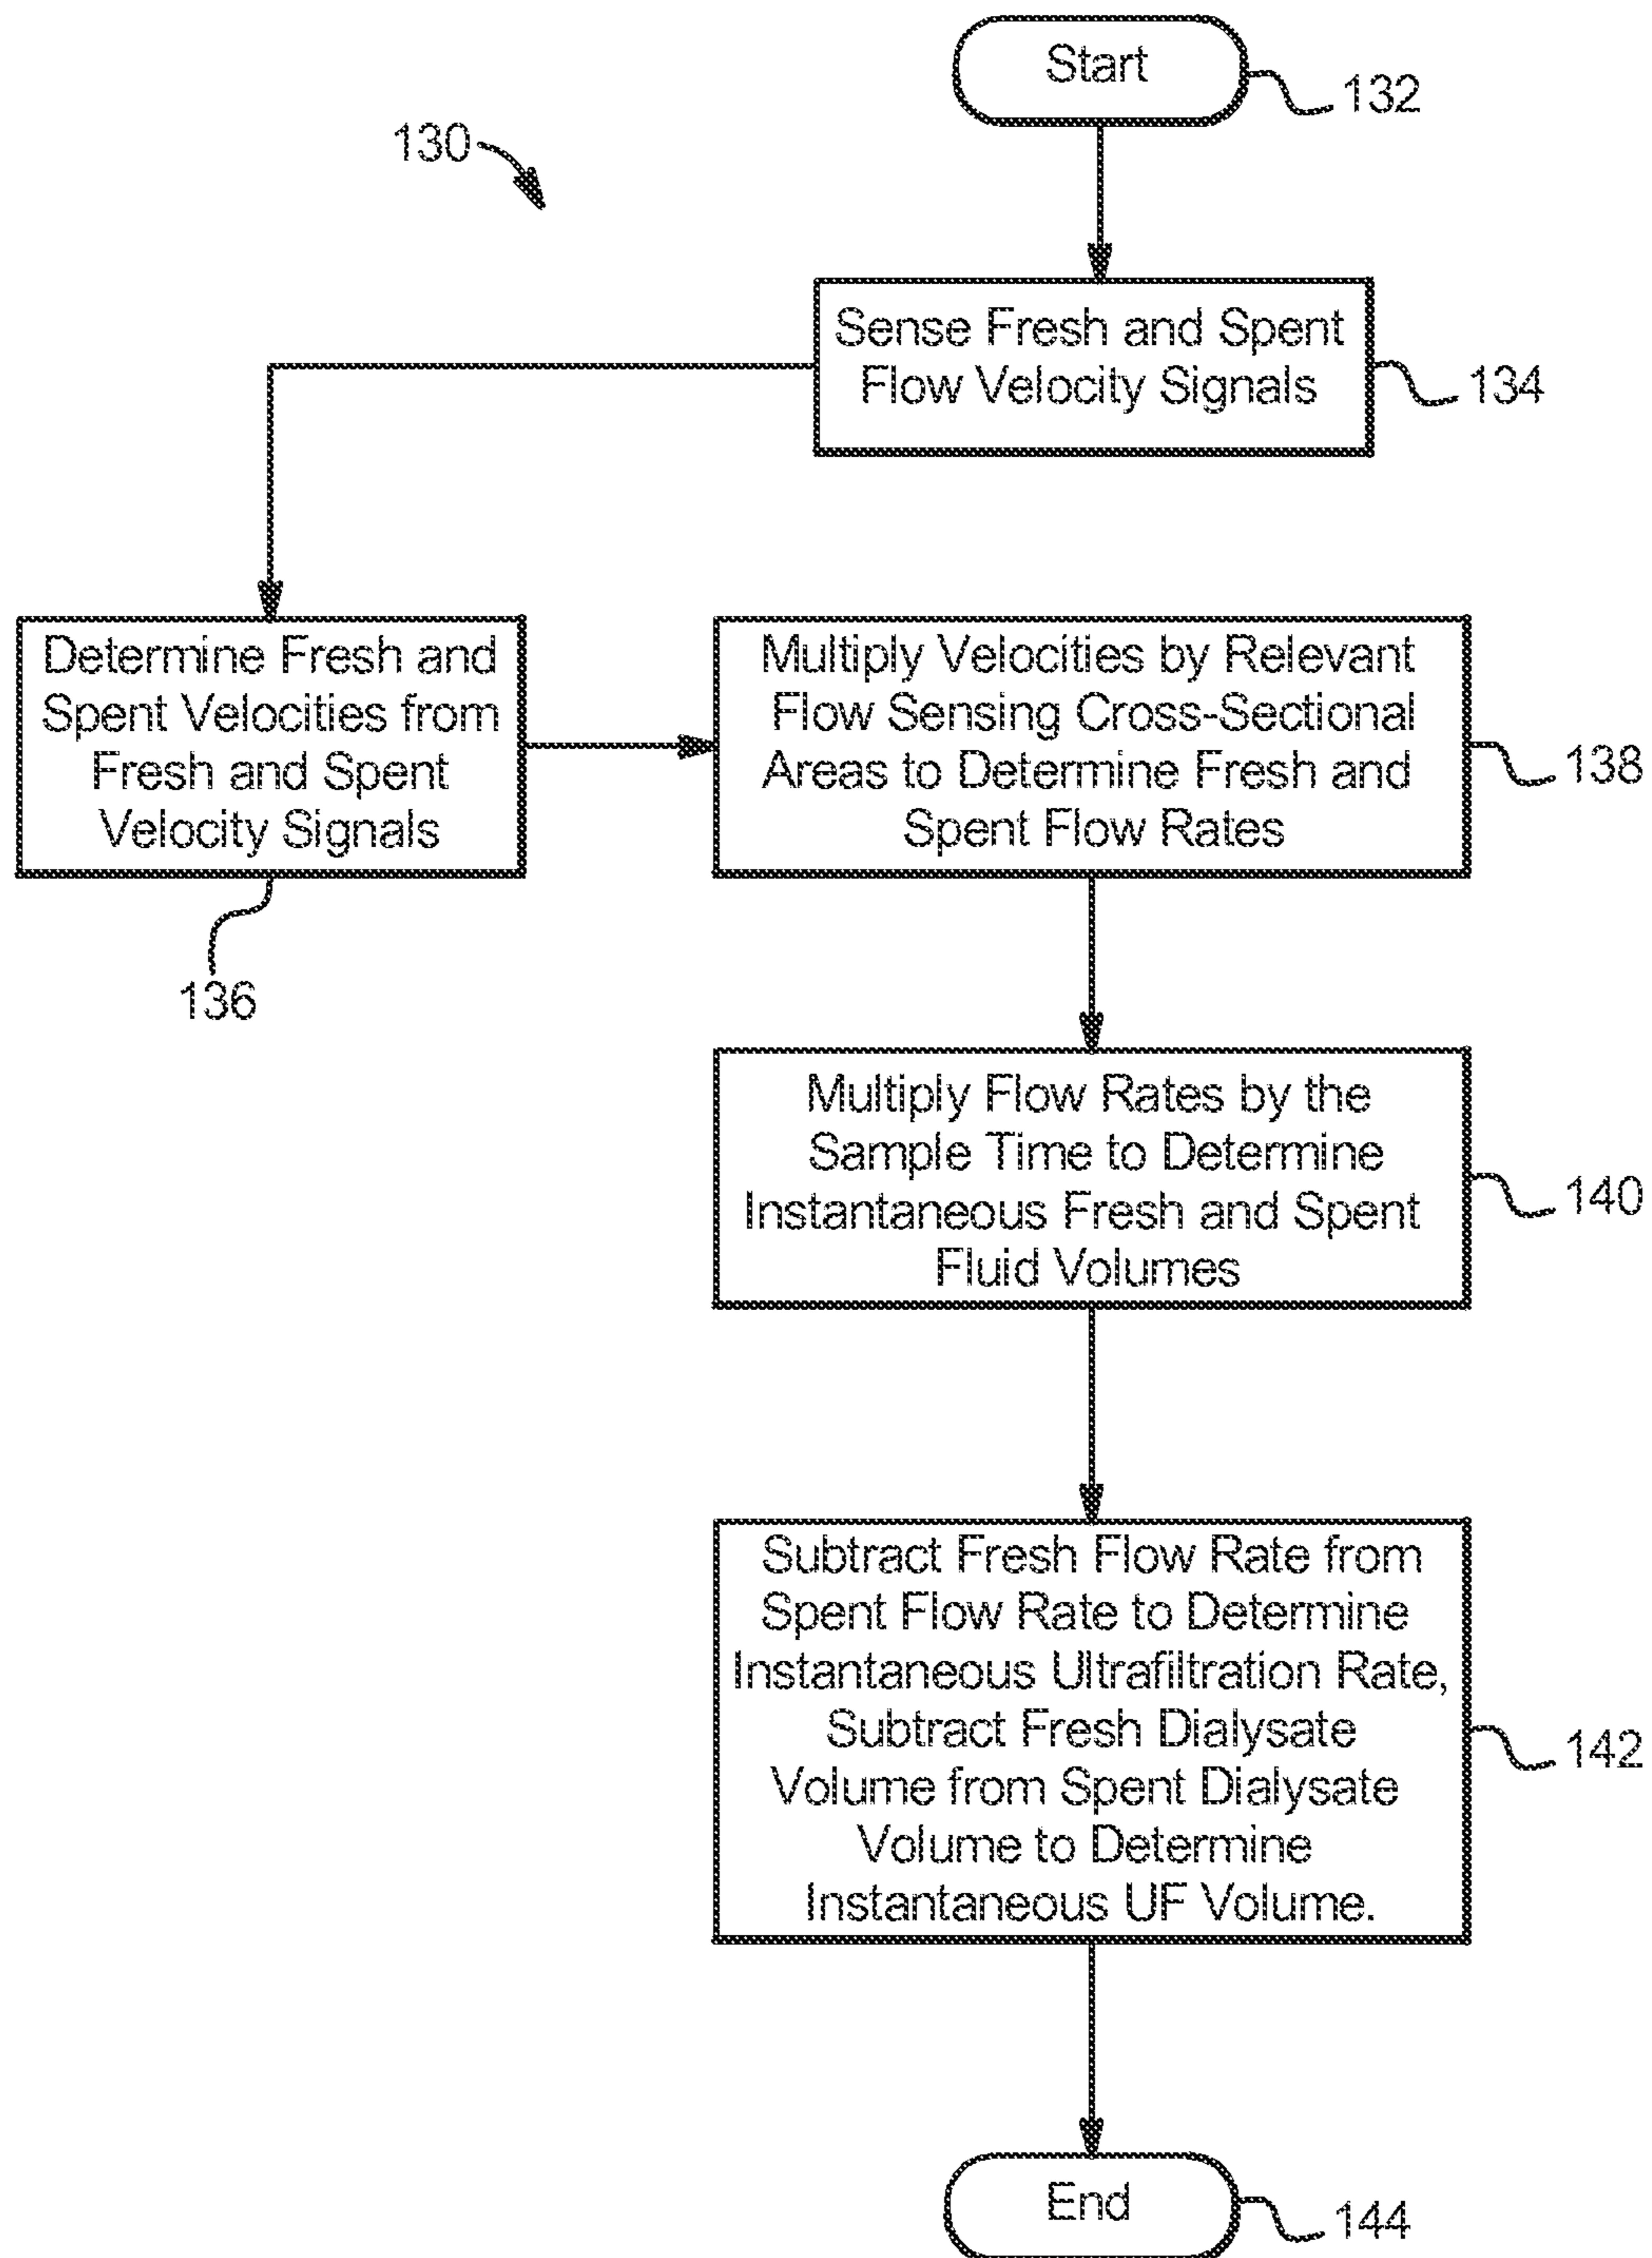 Start
132
130
Sense Fresh and Spent
Flow Velocity Signals
134
Determine Fresh and
Spent Velocities from
Fresh and Spent
Velocity Signals
136
Multiply Velocities by Relevant
Flow Sensing Cross-Sectional
Areas to Determine Fresh and
Spent Flow Rates
138
Multiply Flow Rates by the
Sample Time to Determine
Instantaneous Fresh and Spent
Fluid Volumes
140
Subtract Fresh Flow Rate from
Spent Flow Rate to Determine
Instantaneous Ultrafiltration Rate,
Subtract Fresh Dialysate
Volume from Spent Dialysate
Volume to Determine
Instantaneous UF Volume.
142
End
144